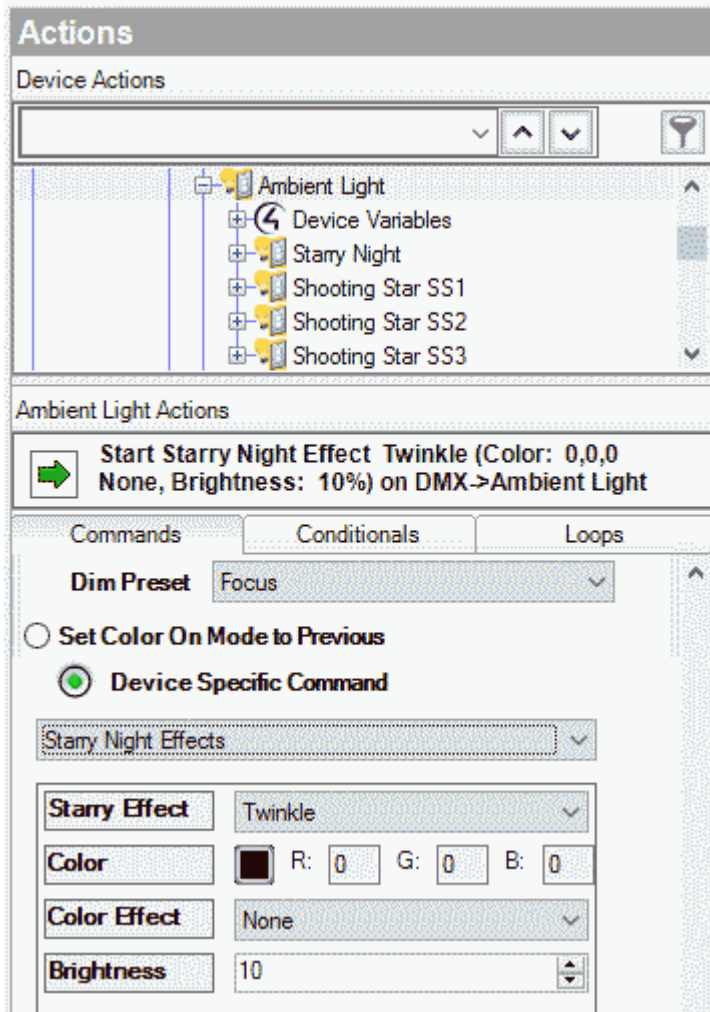 Actions
Device Actions
Ambient Light
Device Variables
Starry Night
Shooting Star SS1
Shooting Star SS2
Shooting Star SS3
Ambient Light Actions
Start Starry Night Effect Twinkle (Color: 0,0,0
None, Brightness: 10%) on DMX->Ambient Light
Commands Conditionals Loops
Dim Preset Focus
Set Color On Mode to Previous
Device Specific Command
Starry Night Effects
Starry Effect Twinkle
Color R: 0 G: 0 B: 0
Color Effect None
Brightness 10